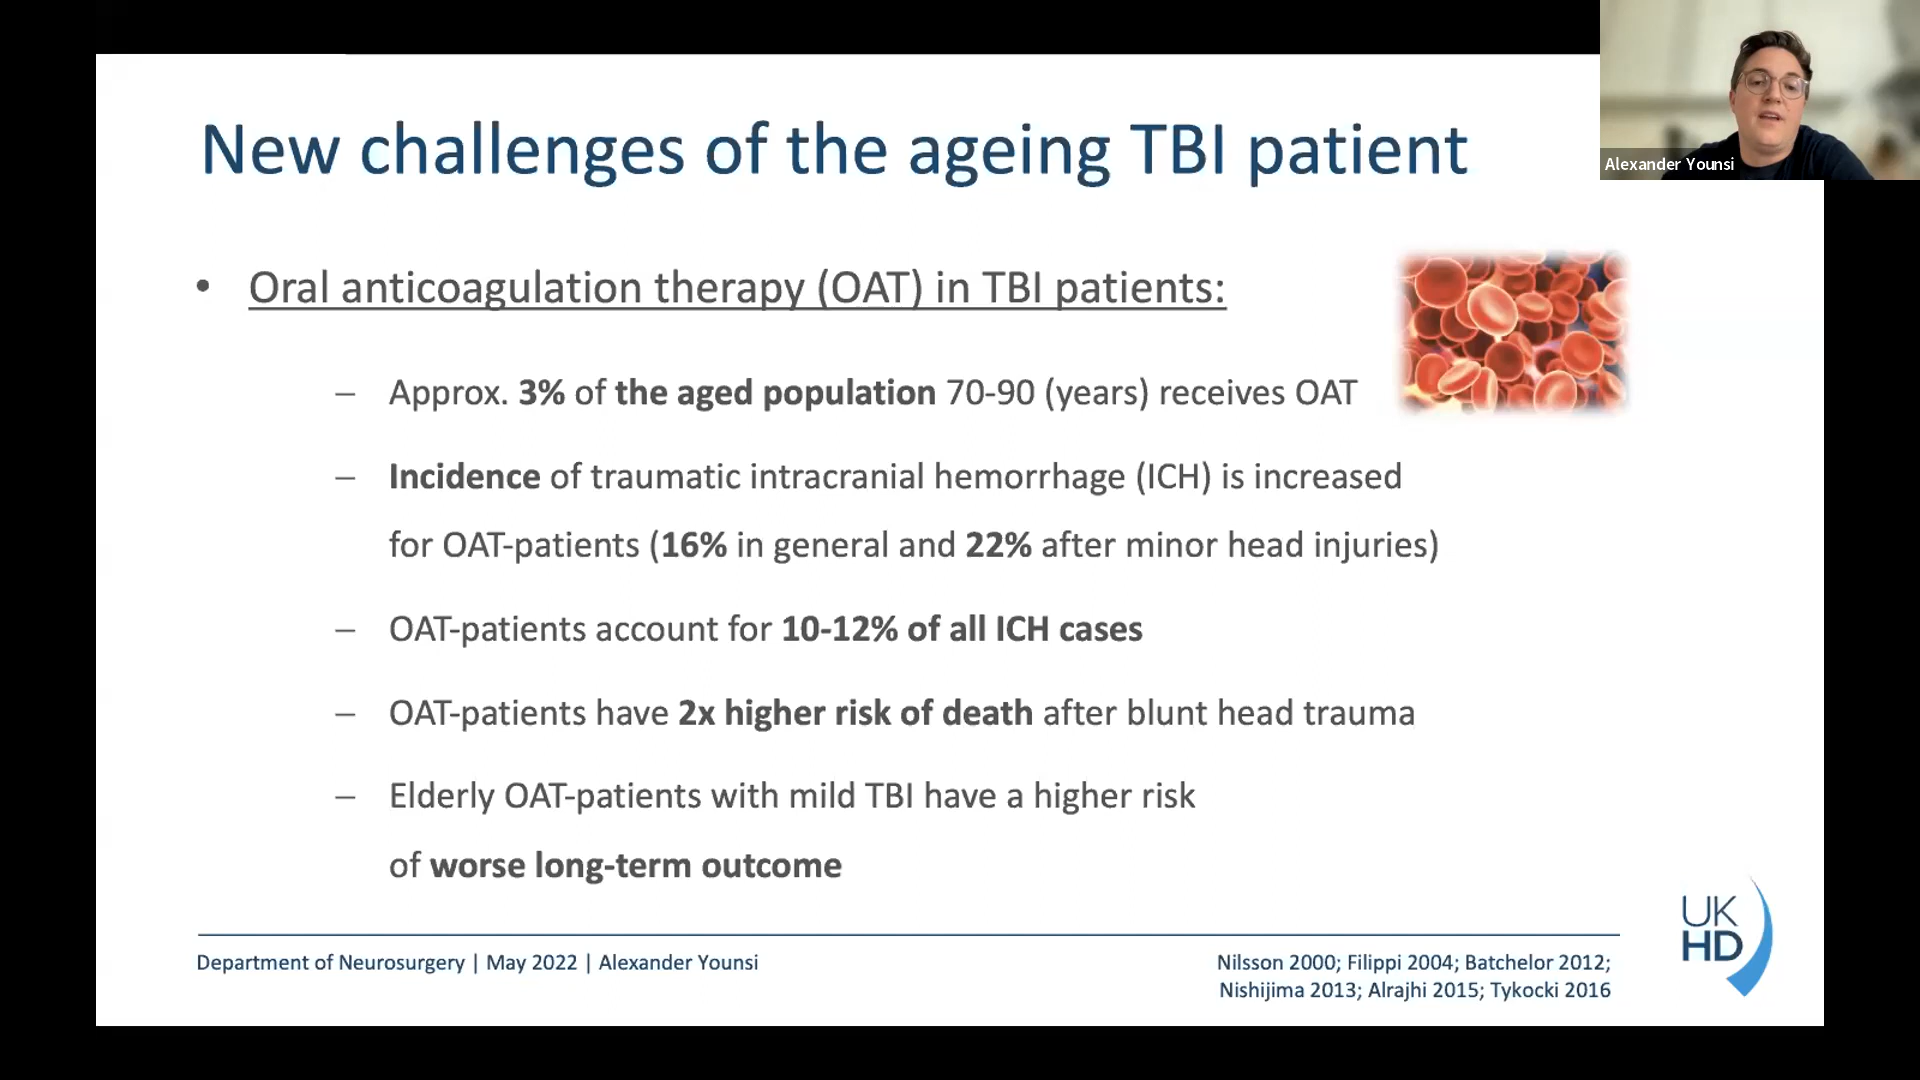 New challenges of the ageing TBI patient
Alexander Younsi
• Oral anticoagulation therapy (OAT) in TBI patients:
– Approx. 3% of the aged population 70-90 (years) receives OAT
– Incidence of traumatic intracranial hemorrhage (ICH) is increased
for OAT-patients (16% in general and 22% after minor head injuries)
– OAT-patients account for 10-12% of all ICH cases
– OAT-patients have 2x higher risk of death after blunt head trauma
– Elderly OAT-patients with mild TBI have a higher risk
of worse long-term outcome
UK
HD
Department of Neurosurgery | May 2022 | Alexander Younsi
Nilsson 2000; Filippi 2004; Batchelor 2012;
Nishijima 2013; Alrajhi 2015; Tykocki 2016